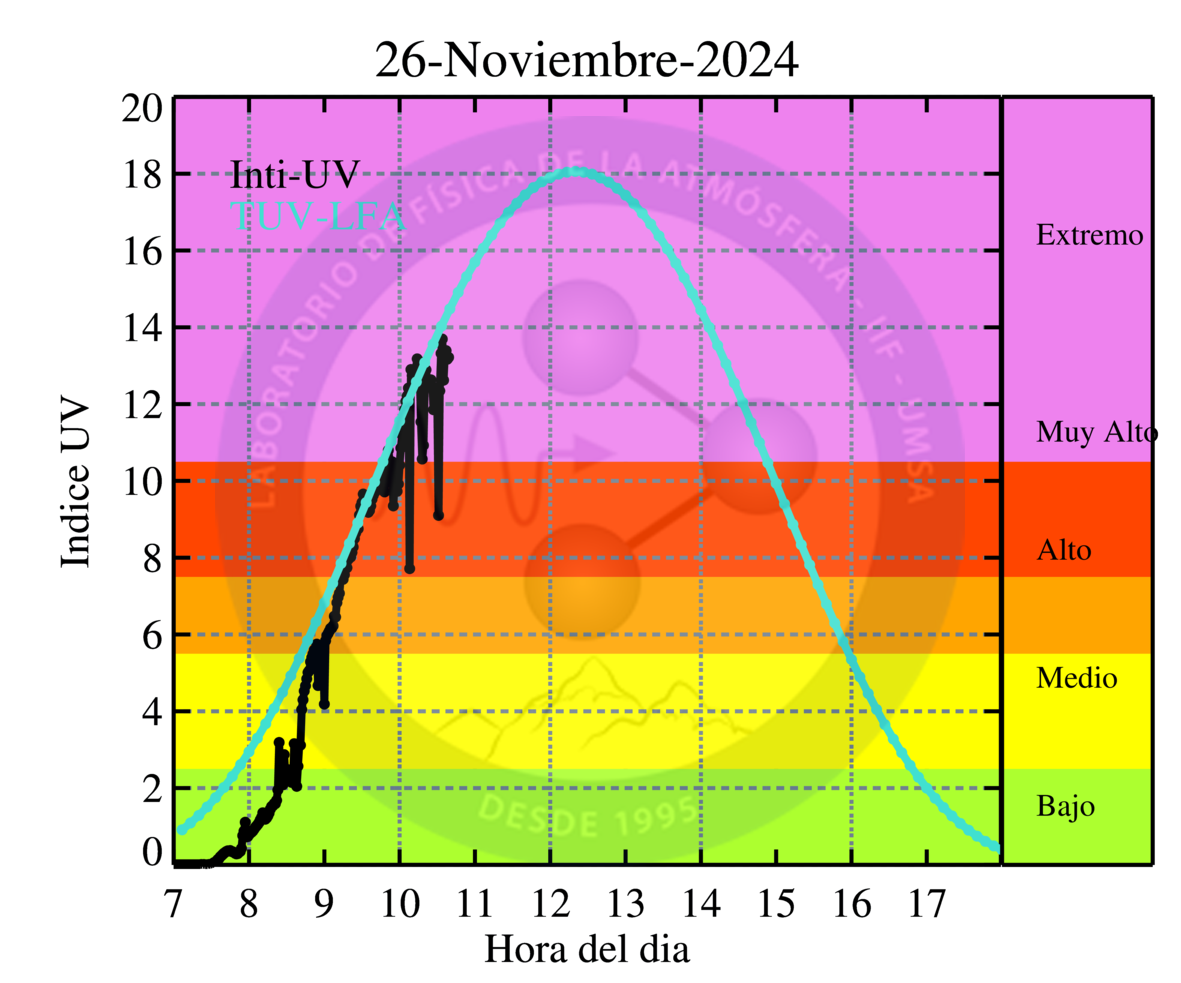 26-Noviembre-2024
20
18
16
14
12
10
8
6
4
2
0
Indice UV
Inti-UV
TUV-LFA
LABORATORIO DE FÍSICA DE LA ATMÓSFERA - IIF - UMSA
DESDE 1995
Extremo
Muy Alto
Alto
Medio
Bajo
7 8 9 10 11 12 13 14 15 16 17
Hora del dia